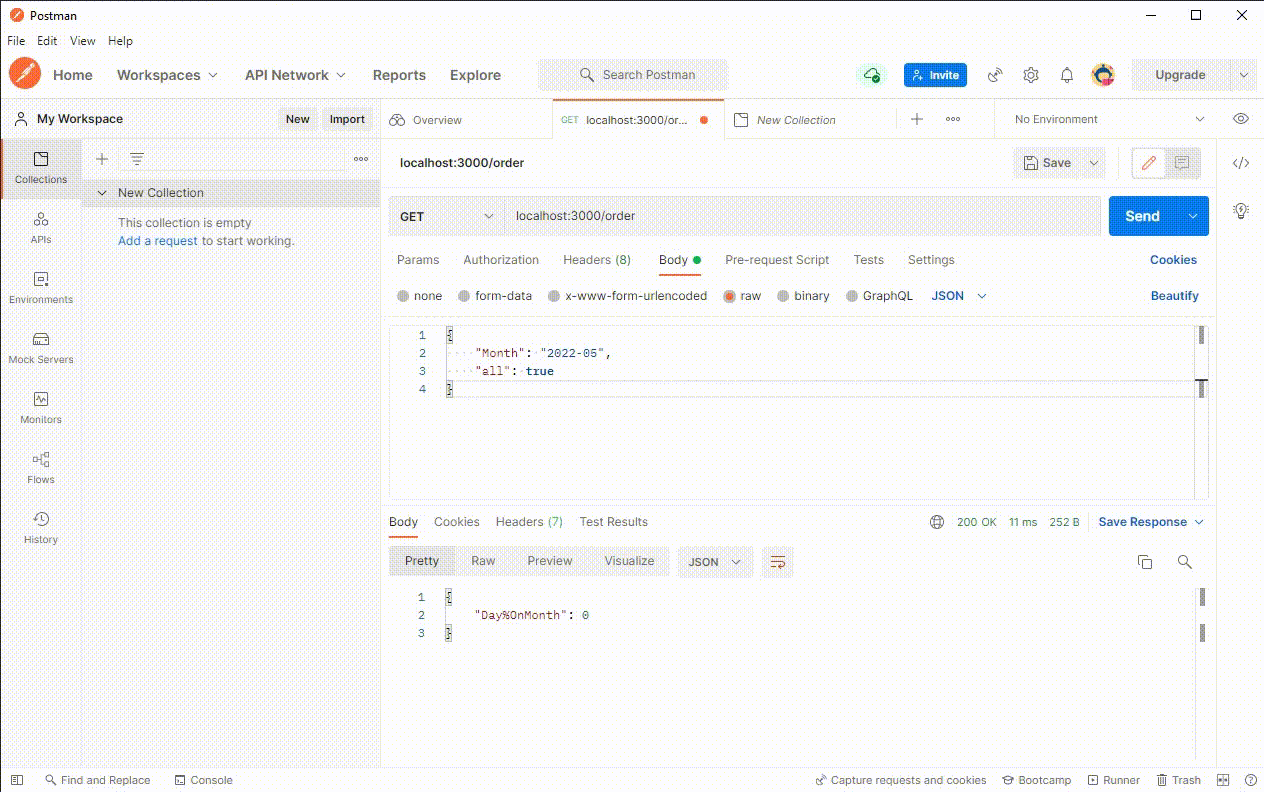 Postman
File Edit View Help
Home Workspaces API Network Reports Explore Search Postman Invite Upgrade
My Workspace New Import Overview GET localhost:3000/or... New Collection No Environment
Collections
APIs
Environments
Mock Servers
Monitors
Flows
History
New Collection
This collection is empty
Add a request to start working.
localhost:3000/order Save
GET localhost:3000/order Send
Params Authorization Headers (8) Body Pre-request Script Tests Settings Cookies
none form-data x-www-form-urlencoded raw binary GraphQL JSON Beautify
1 {
2 "Month": "2022-05",
3 "all": true
4 }
Body Cookies Headers (7) Test Results 200 OK 11 ms 252 B Save Response
Pretty Raw Preview Visualize JSON
1 {
2 "Day%OnMonth": 0
3 }
Find and Replace Console Capture requests and cookies Bootcamp Runner Trash